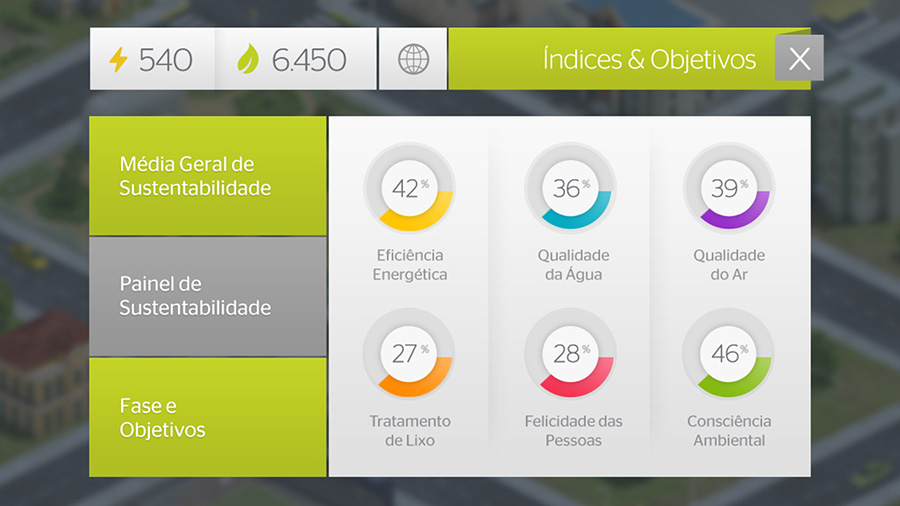 540
6.450
Índices & Objetivos
X
Média Geral de
Sustentabilidade
Painel de
Sustentabilidade
Fase e
Objetivos
42%
Eficiência
Energética
36%
Qualidade
da Água
39%
Qualidade
do Ar
27%
Tratamento
de Lixo
28%
Felicidade das
Pessoas
46%
Consciência
Ambiental